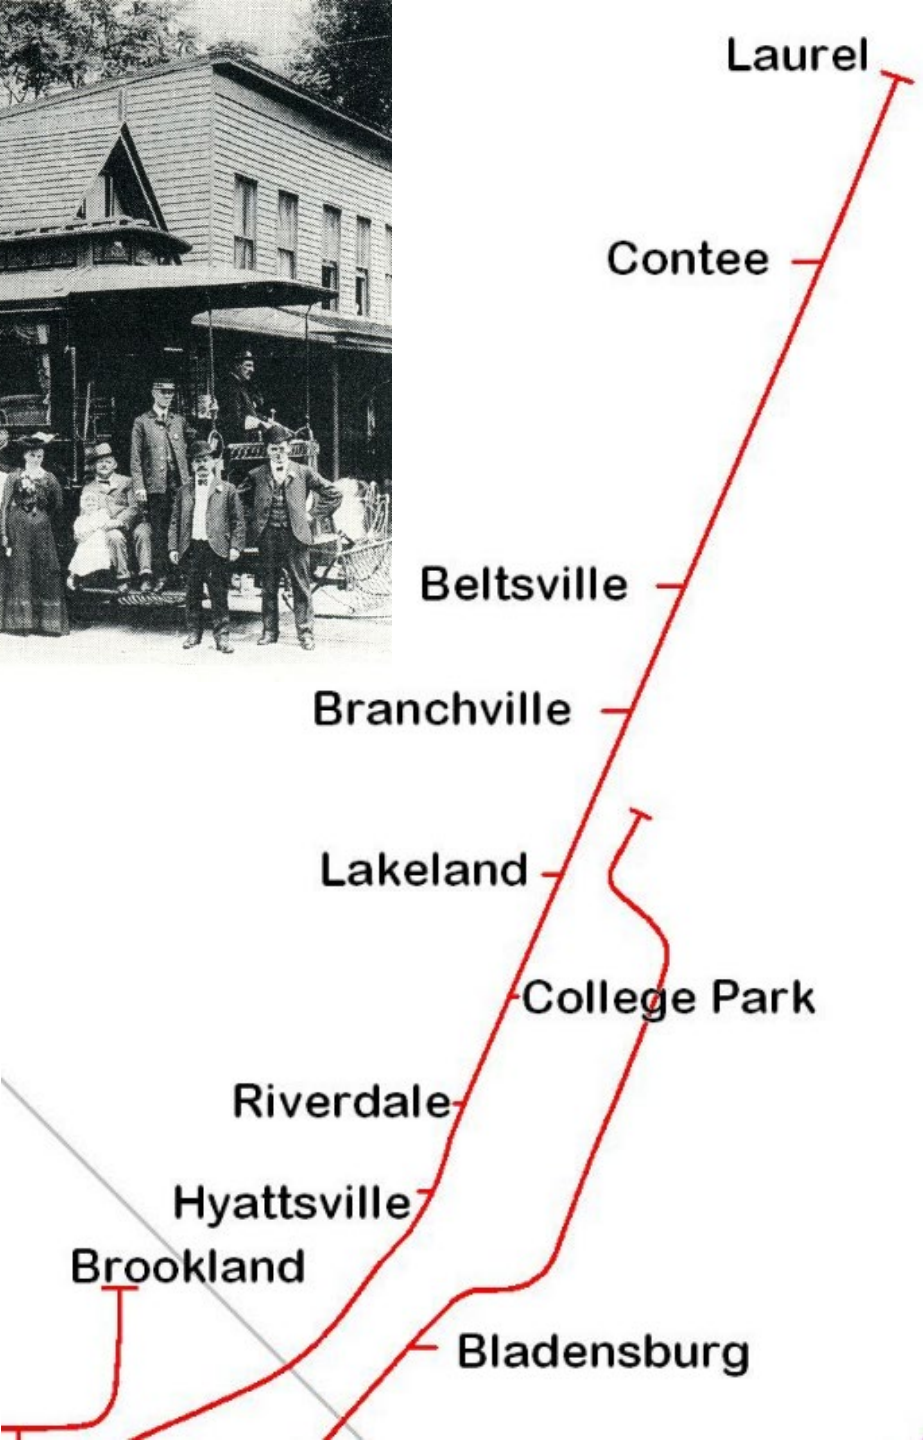 Laurel
Contee
Beltsville
Branchville
Lakeland
College Park
Riverdale
Hyattsville
Brookland
Bladensburg